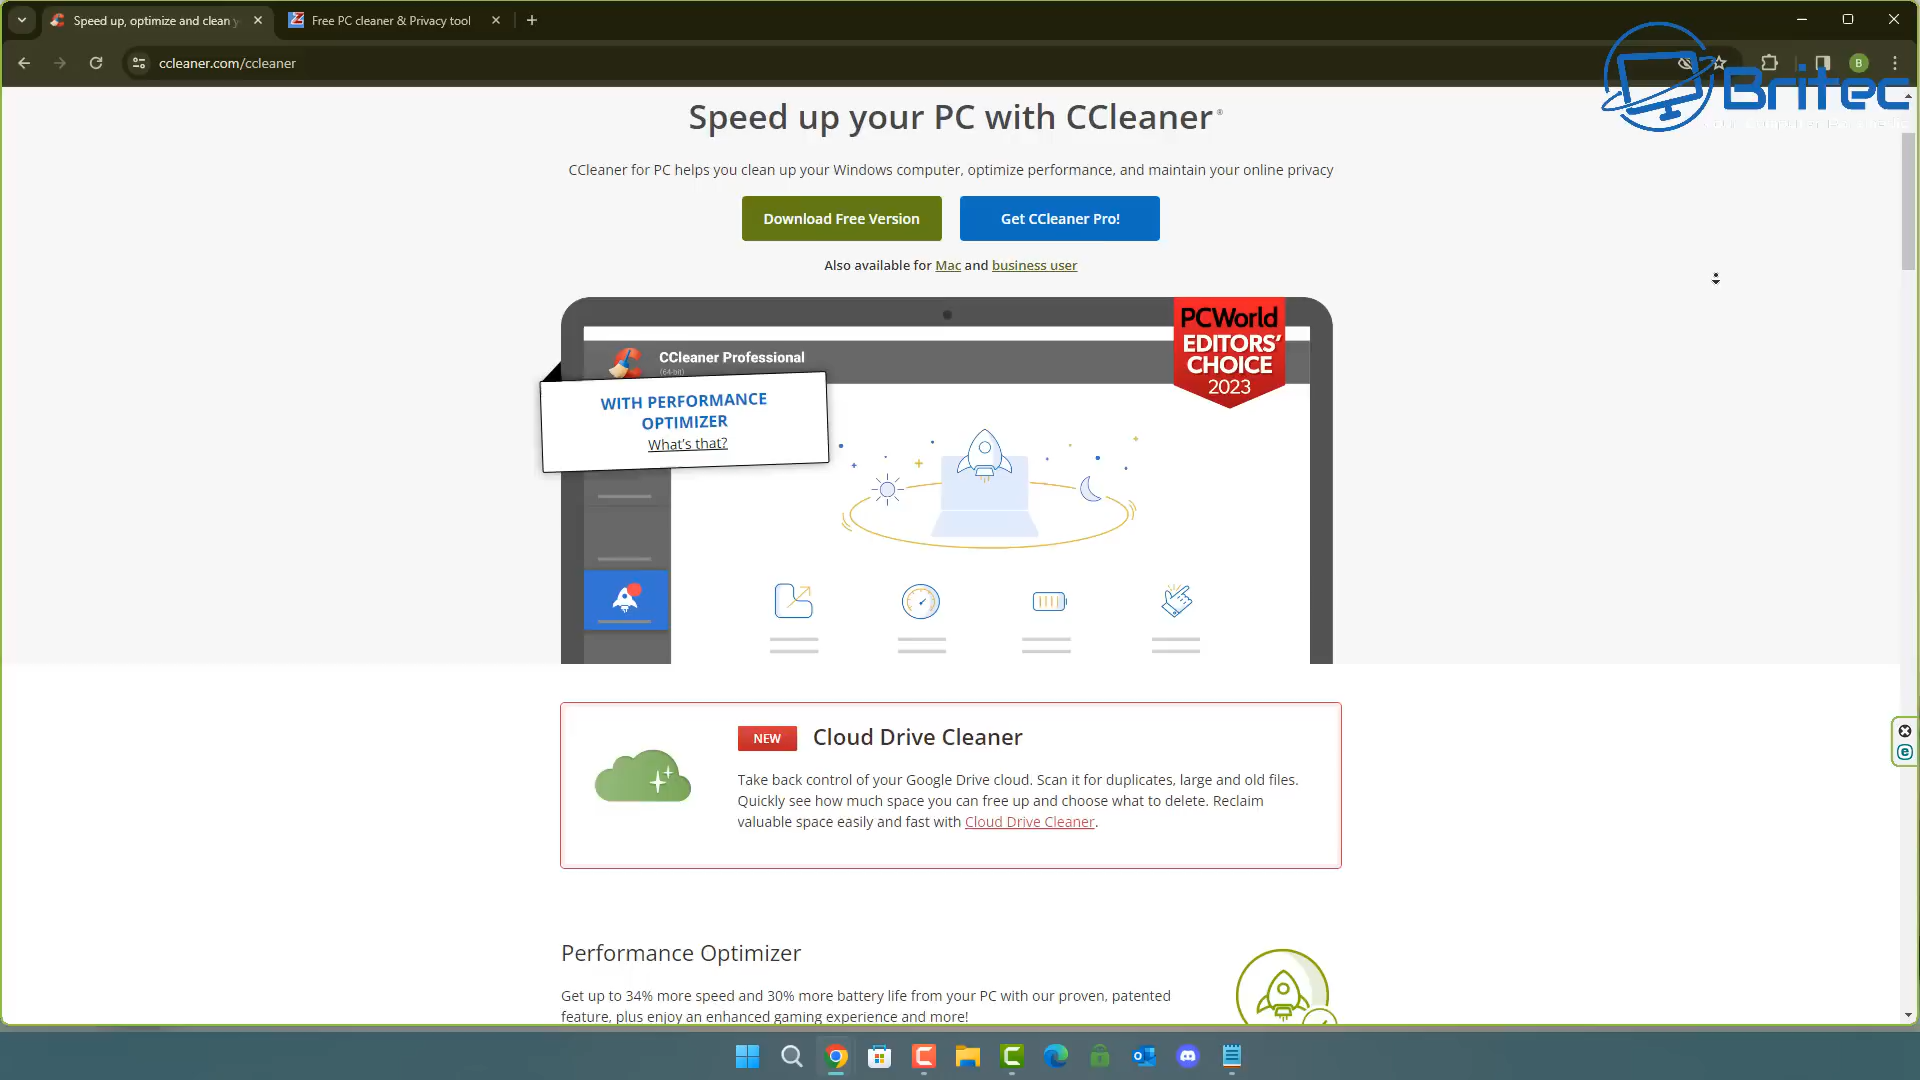 Speed up, optimize and clean y
Free PC cleaner & Privacy tool
ccleaner.com/ccleaner
B
Britec
Speed up your PC with CCleaner®
CCleaner for PC helps you clean up your Windows computer, optimize performance, and maintain your online privacy
Download Free Version
Get CCleaner Pro!
Also available for Mac and business user
PCWorld
EDITORS'
CHOICE
2023
CCleaner Professional
(64-bit)
WITH PERFORMANCE
OPTIMIZER
What's that?
NEW
Cloud Drive Cleaner
Take back control of your Google Drive cloud. Scan it for duplicates, large and old files.
Quickly see how much space you can free up and choose what to delete. Reclaim
valuable space easily and fast with Cloud Drive Cleaner.
Performance Optimizer
Get up to 34% more speed and 30% more battery life from your PC with our proven, patented
feature, plus enjoy an enhanced gaming experience and more!